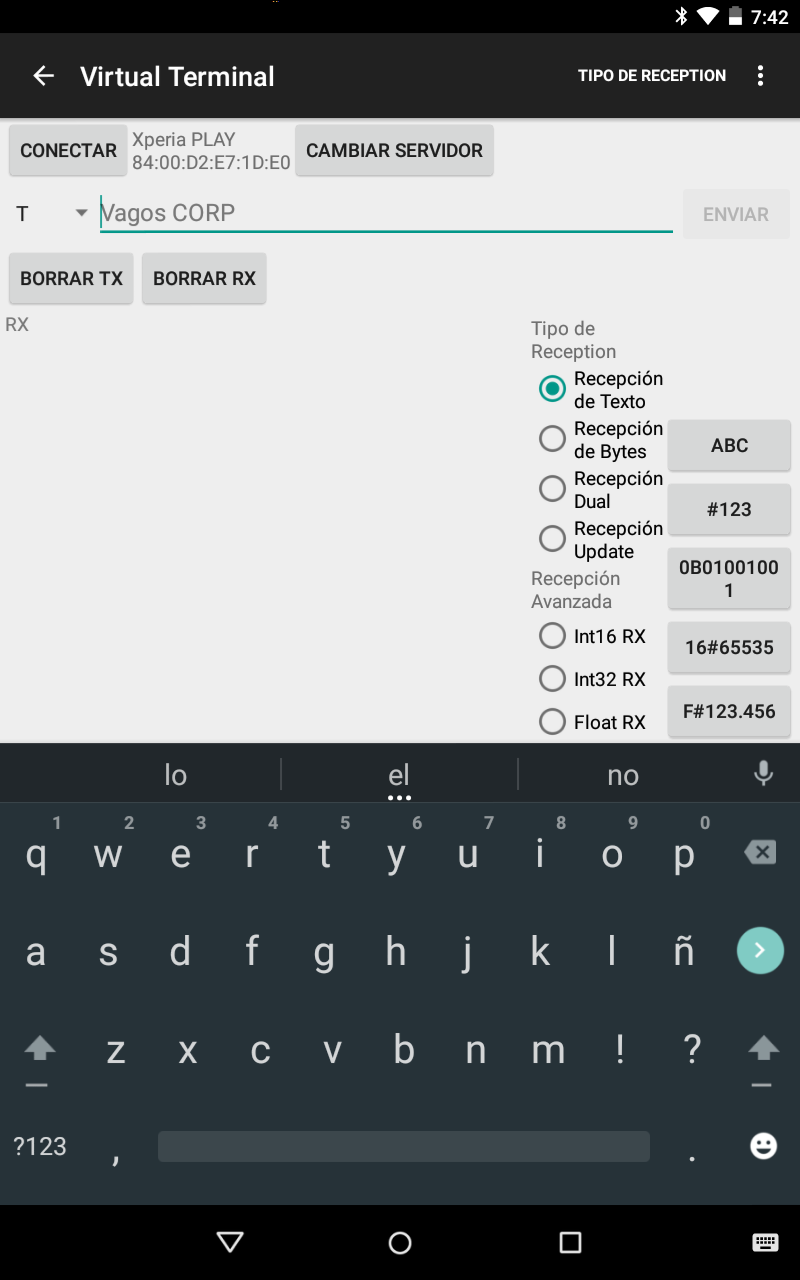 7:42
Virtual Terminal
TIPO DE RECEPTION
CONECTAR
Xperia PLAY
84:00:D2:E7:1D:E0
CAMBIAR SERVIDOR
T
Vagos CORP
ENVIAR
BORRAR TX
BORRAR RX
RX
Tipo de
Reception
Recepción
de Texto
Recepción
de Bytes
Recepción
Dual
Recepción
Update
Recepción
Avanzada
Int16 RX
Int32 RX
Float RX
ABC
#123
0B0100100
1
16#65535
F#123.456
lo el no
1 2 3 4 5 6 7 8 9 0
q w e r t y u i o p
a s d f g h j k l ñ
z x c v b n m ! ?
?123 , .